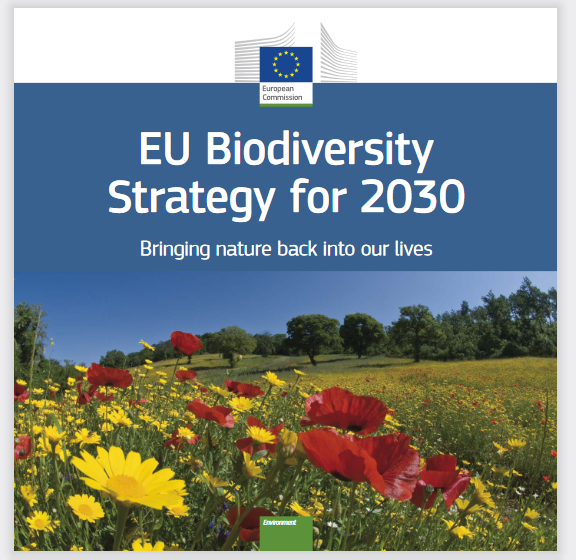 European
Commission
EU Biodiversity
Strategy for 2030
Bringing nature back into our lives
Environment